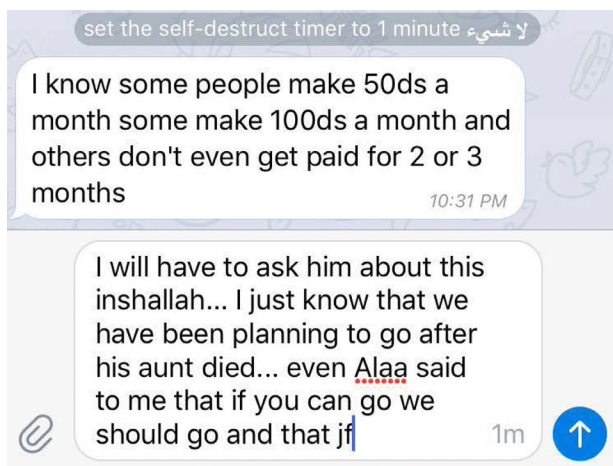 set the self-destruct timer to 1 minute لا شيء
I know some people make 50ds a
month some make 100ds a month and
others don't even get paid for 2 or 3
months
10:31 PM
I will have to ask him about this
inshallah... I just know that we
have been planning to go after
his aunt died... even Alaa said
to me that if you can go we
should go and that jf
1m